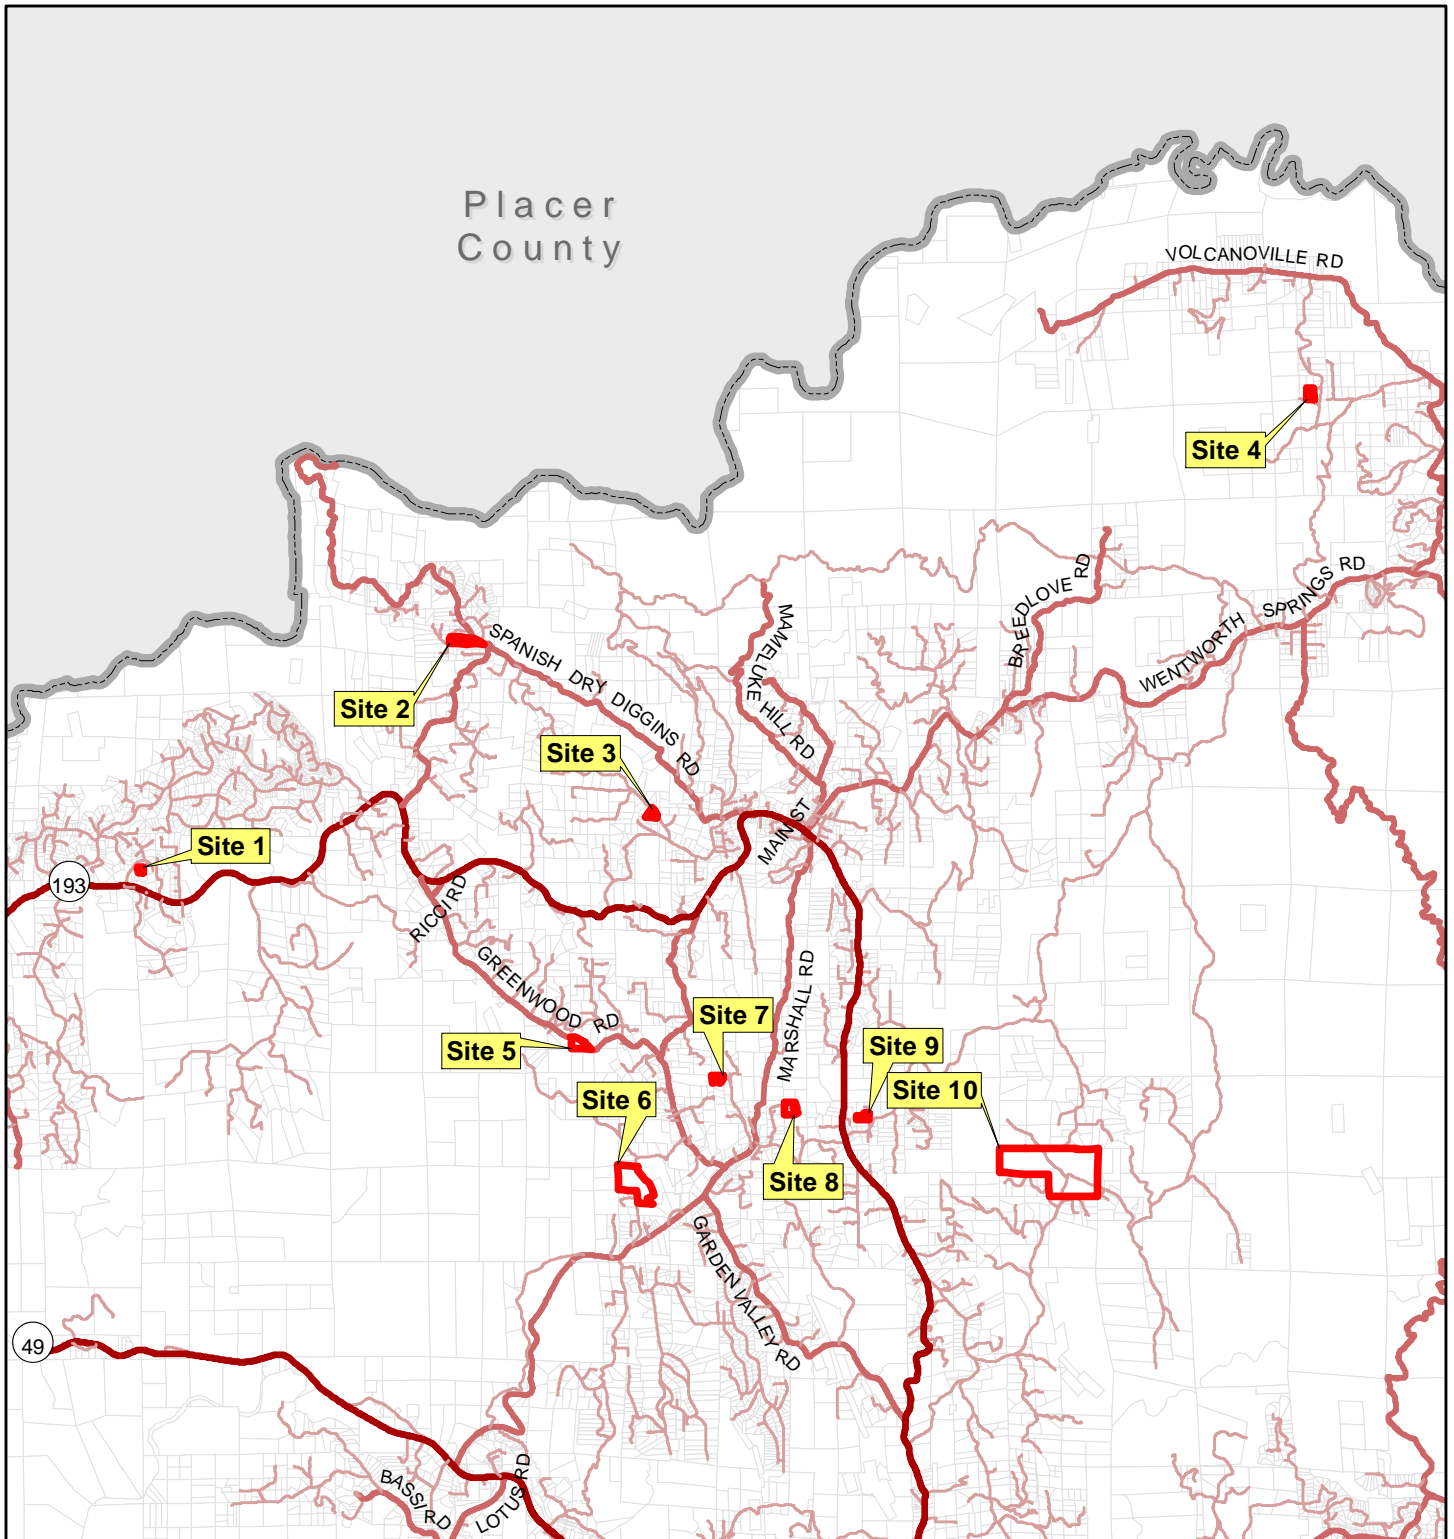 Placer
County
VOLCANOVILLE RD
Site 4
BREEDLOVE RD
WENTWORTH SPRINGS RD
MAMELUKE HILL RD
SPANISH DRY DIGGINS RD
Site 2
Site 3
MAIN ST
Site 1
193
RICCI RD
GREENWOOD RD
MARSHALL RD
Site 7
Site 5
Site 9
Site 10
Site 6
Site 8
GARDEN VALLEY RD
49
BASSI RD
LOTUS RD